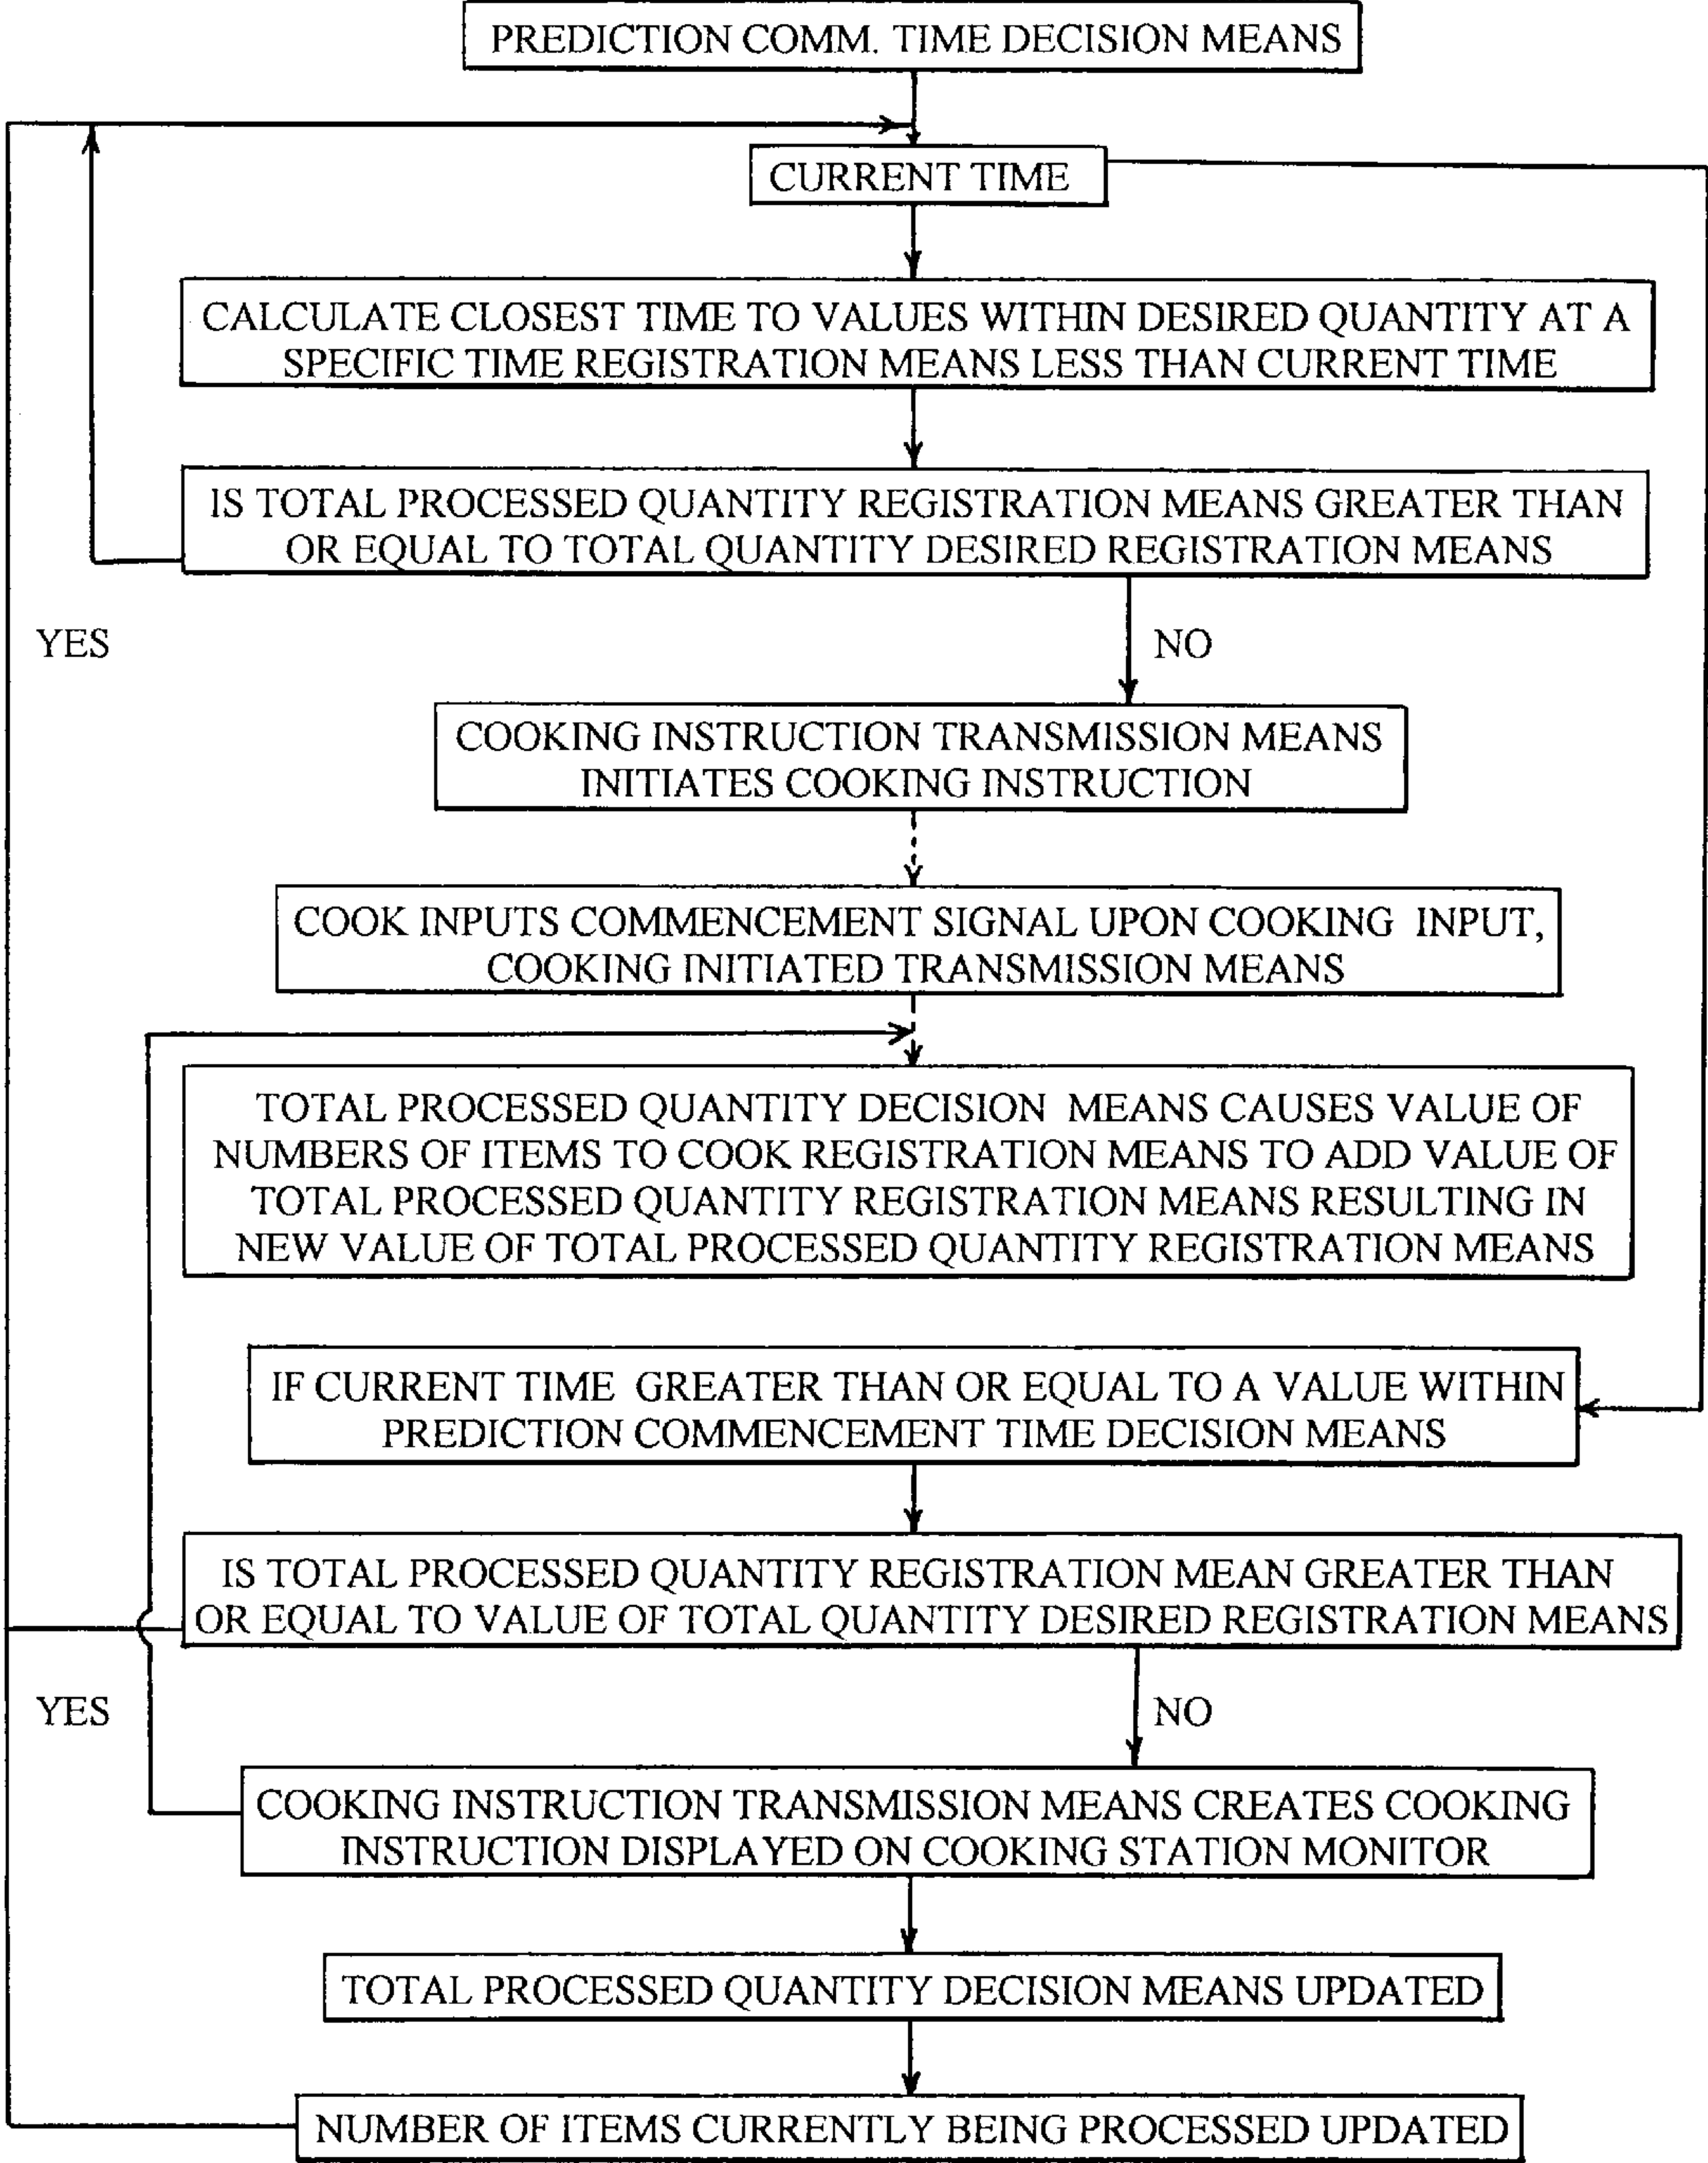 PREDICTION COMM. TIME DECISION MEANS
CURRENT TIME
CALCULATE CLOSEST TIME TO VALUES WITHIN DESIRED QUANTITY AT A
SPECIFIC TIME REGISTRATION MEANS LESS THAN CURRENT TIME
IS TOTAL PROCESSED QUANTITY REGISTRATION MEANS GREATER THAN
OR EQUAL TO TOTAL QUANTITY DESIRED REGISTRATION MEANS
YES
NO
COOKING INSTRUCTION TRANSMISSION MEANS
INITIATES COOKING INSTRUCTION
COOK INPUTS COMMENCEMENT SIGNAL UPON COOKING INPUT,
COOKING INITIATED TRANSMISSION MEANS
TOTAL PROCESSED QUANTITY DECISION MEANS CAUSES VALUE OF
NUMBERS OF ITEMS TO COOK REGISTRATION MEANS TO ADD VALUE OF
TOTAL PROCESSED QUANTITY REGISTRATION MEANS RESULTING IN
NEW VALUE OF TOTAL PROCESSED QUANTITY REGISTRATION MEANS
IF CURRENT TIME GREATER THAN OR EQUAL TO A VALUE WITHIN
PREDICTION COMMENCEMENT TIME DECISION MEANS
IS TOTAL PROCESSED QUANTITY REGISTRATION MEAN GREATER THAN
OR EQUAL TO VALUE OF TOTAL QUANTITY DESIRED REGISTRATION MEANS
YES
NO
COOKING INSTRUCTION TRANSMISSION MEANS CREATES COOKING
INSTRUCTION DISPLAYED ON COOKING STATION MONITOR
TOTAL PROCESSED QUANTITY DECISION MEANS UPDATED
NUMBER OF ITEMS CURRENTLY BEING PROCESSED UPDATED